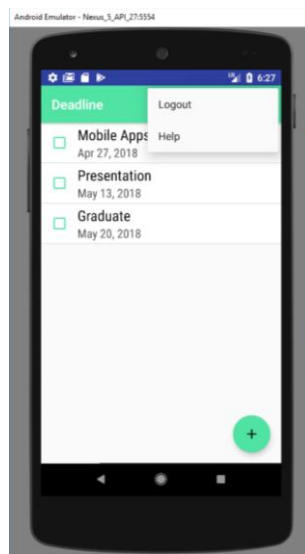 Android Emulator - Nexus_5_API_27:5554
6:27
Deadline
Logout
Help
Mobile Apps
Apr 27, 2018
Presentation
May 13, 2018
Graduate
May 20, 2018
+